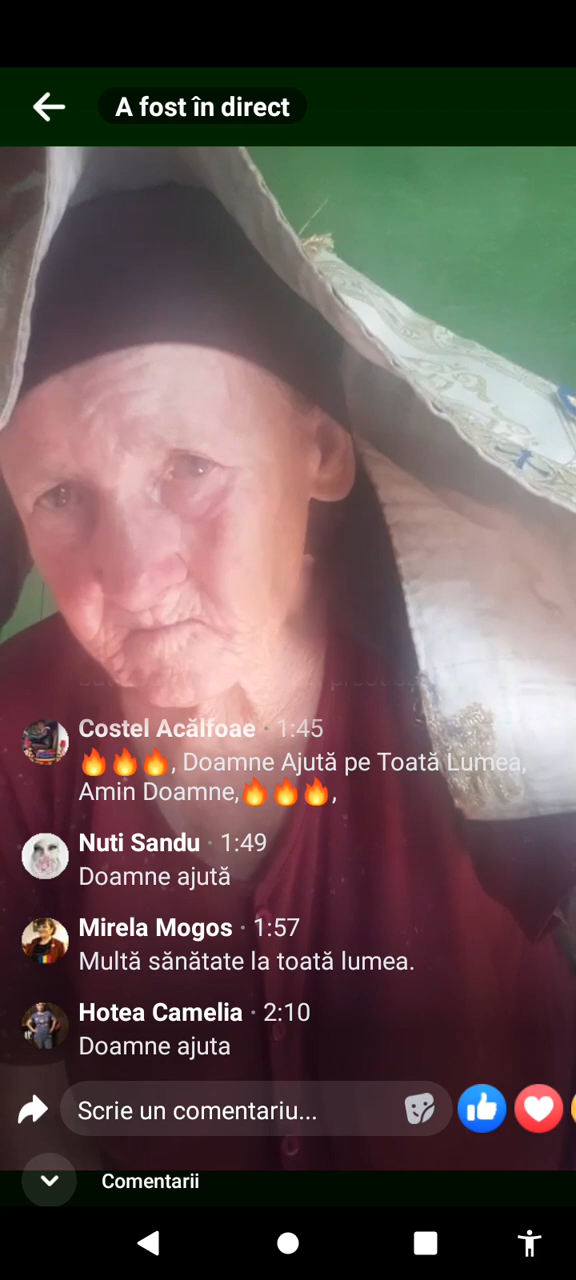 A fost în direct
Costel Acălfoae · 1:45
🔥🔥🔥, Doamne Ajută pe Toată Lumea,
Amin Doamne,🔥🔥🔥,
Nuti Sandu · 1:49
Doamne ajută
Mirela Mogos · 1:57
Multă sănătate la toată lumea.
Hotea Camelia · 2:10
Doamne ajuta
Scrie un comentariu...
Comentarii